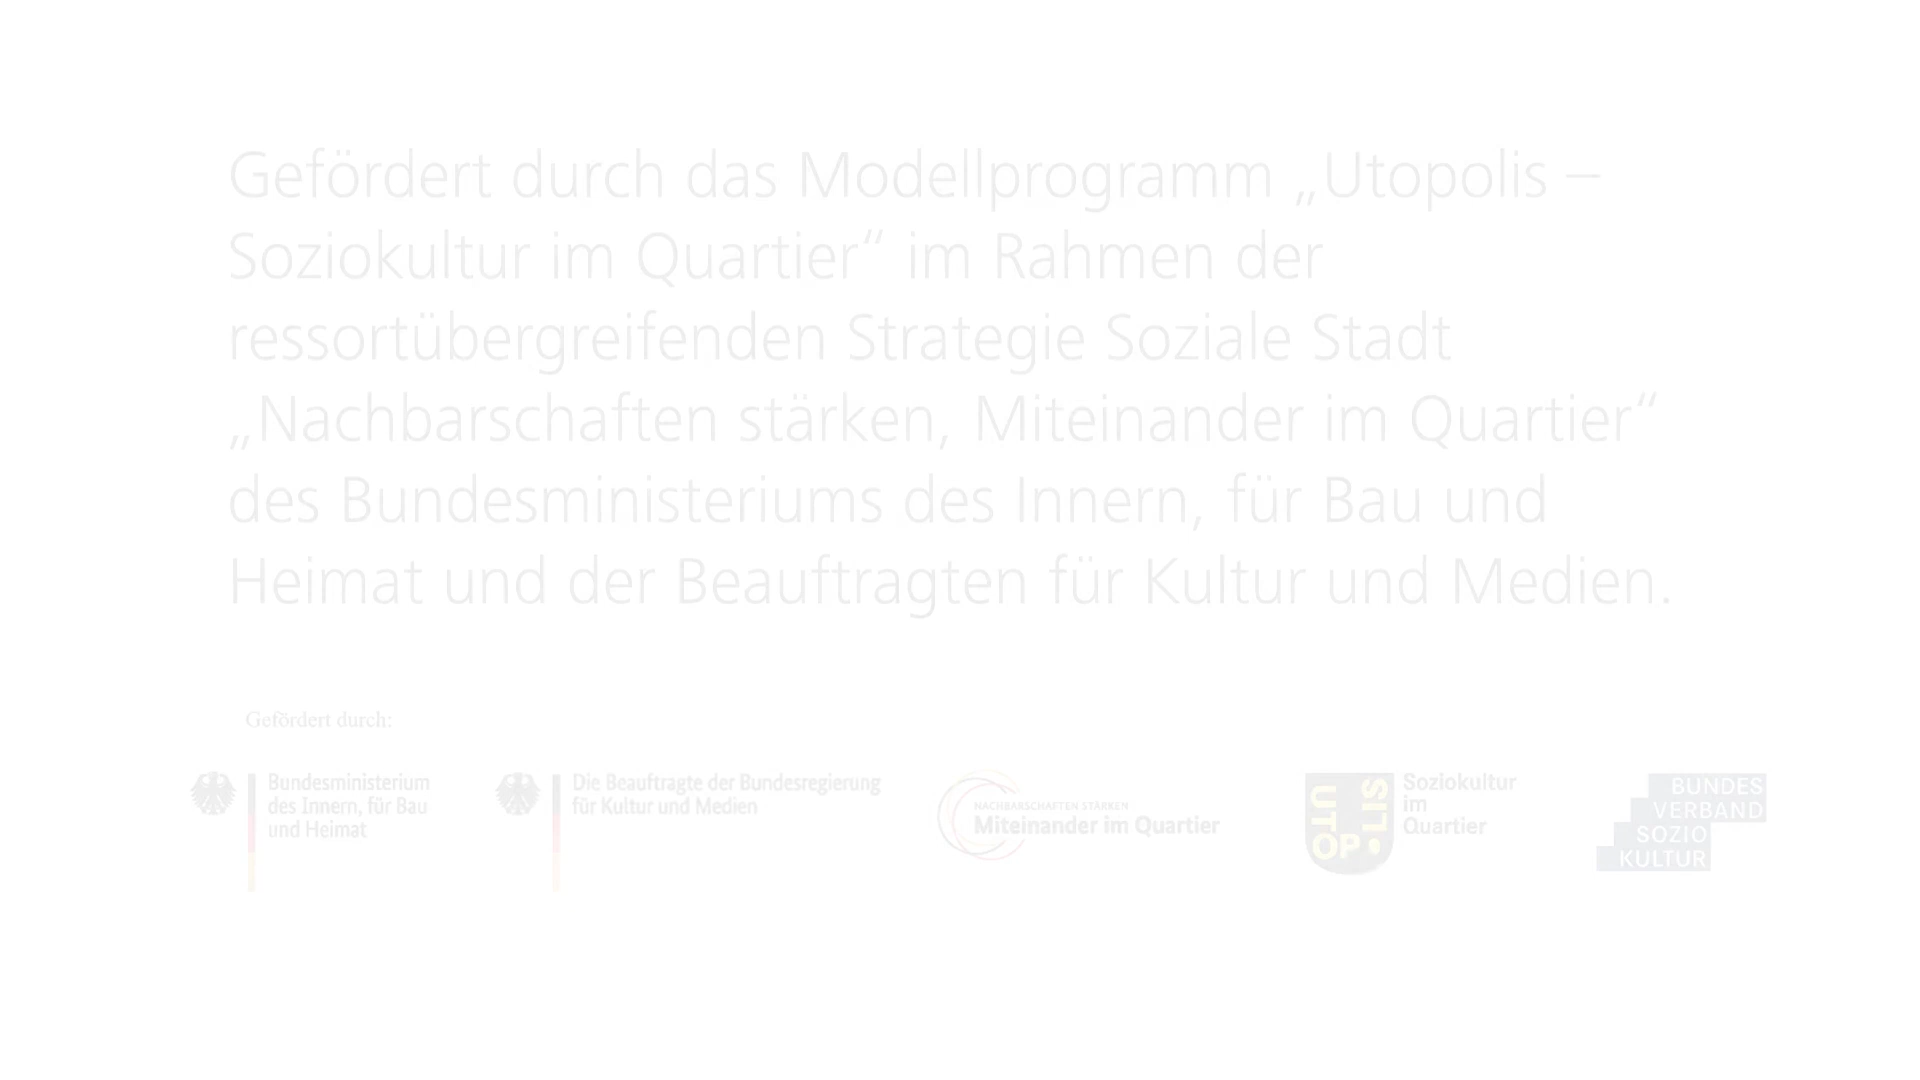 Gefördert durch das Modellprogramm „Utopolis –
Soziokultur im Quartier“ im Rahmen der
ressortübergreifenden Strategie Soziale Stadt
„Nachbarschaften stärken, Miteinander im Quartier“
des Bundesministeriums des Innern, für Bau und
Heimat und der Beauftragten für Kultur und Medien.
Gefördert durch:
Bundesministerium
des Innern, für Bau
und Heimat
Die Beauftragte der Bundesregierung
für Kultur und Medien
NACHBARSCHAFTEN STÄRKEN
Miteinander im Quartier
UTOPOLIS
Soziokultur
im
Quartier
BUNDES
VERBAND
SOZIO
KULTUR